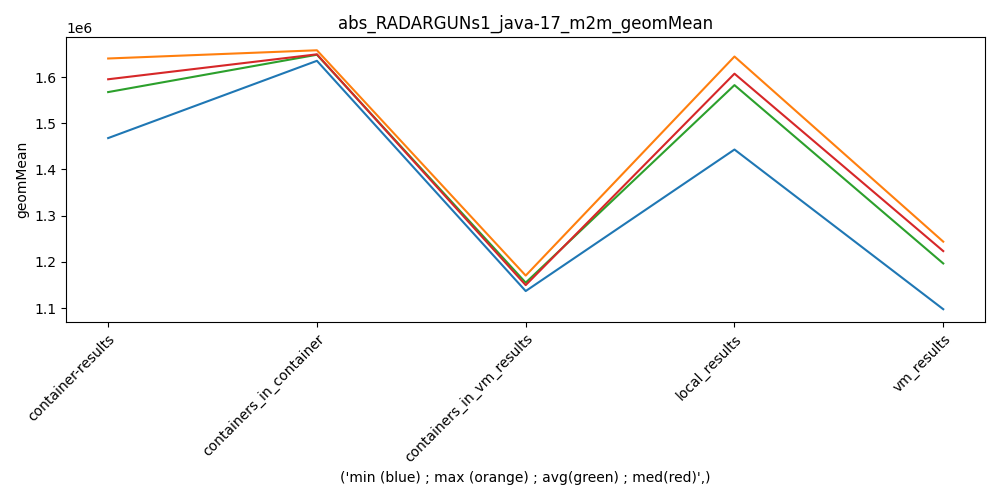 abs_RADARGUNs1_java-17_m2m_geomMean
1e6
1.6
1.5
1.4
1.3
1.2
1.1
geomMean
container-results
containers_in_container
containers_in_vm_results
local_results
vm_results
('min (blue) ; max (orange) ; avg(green) ; med(red)',)